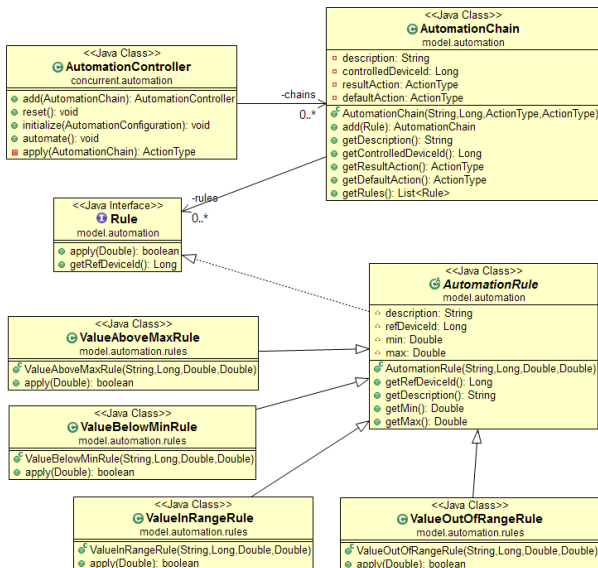 <<Java Class>>
AutomationController
concurrent.automation
add(AutomationChain): AutomationController
reset(): void
initialize(AutomationConfiguration): void
automate(): void
apply(AutomationChain): ActionType
-chains
0..*
<<Java Class>>
AutomationChain
model.automation
description: String
controlledDeviceId: Long
resultAction: ActionType
defaultAction: ActionType
AutomationChain(String,Long,ActionType,ActionType)
add(Rule): AutomationChain
getDescription(): String
getControlledDeviceId(): Long
getResultAction(): ActionType
getDefaultAction(): ActionType
getRules(): List<Rule>
-rules
0..*
<<Java Interface>>
Rule
model.automation
apply(Double): boolean
getRefDeviceId(): Long
<<Java Class>>
AutomationRule
model.automation
description: String
refDeviceId: Long
min: Double
max: Double
AutomationRule(String,Long,Double,Double)
getRefDeviceId(): Long
getDescription(): String
getMin(): Double
getMax(): Double
<<Java Class>>
ValueAboveMaxRule
model.automation.rules
ValueAboveMaxRule(String,Long,Double,Double)
apply(Double): boolean
<<Java Class>>
ValueBelowMinRule
model.automation.rules
ValueBelowMinRule(String,Long,Double,Double)
apply(Double): boolean
<<Java Class>>
ValueInRangeRule
model.automation.rules
ValueInRangeRule(String,Long,Double,Double)
apply(Double): boolean
<<Java Class>>
ValueOutOfRangeRule
model.automation.rules
ValueOutOfRangeRule(String,Long,Double,Double)
apply(Double): boolean